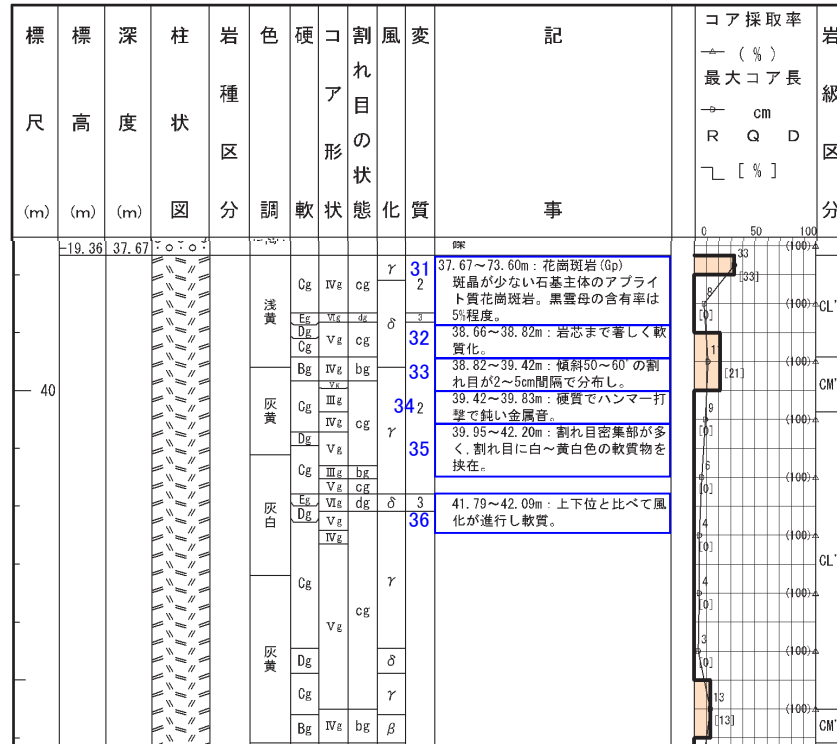 標尺(m)
標高(m)
深度(m)
柱状図
岩種区分
色調
硬軟
コア形状
割れ目の状態
風化
変質
記事
コア採取率
(%)
最大コア長
cm
R Q D
[%]
岩級区分
0 50 100
-19.36 37.67
40
浅黄
灰黄
灰白
灰黄
Cg
Eg
Dg
Cg
Bg
Cg
Dg
Cg
Eg
Dg
Cg
Dg
Cg
Bg
Ⅳg
Ⅵg
Ⅴg
Ⅳg
Ⅴg
Ⅲg
Ⅳg
Ⅴg
Ⅲg
Ⅴg
Ⅵg
Ⅴg
Ⅳg
Ⅴg
Ⅳg
cg
dg
cg
bg
cg
bg
cg
dg
cg
bg
γ
δ
γ
δ
γ
δ
γ
β
2
3
2
3
31
32
33
34
35
36
礫
37.67～73.60m：花崗斑岩(Gp)
斑晶が少ない石基主体のアプライ
ト質花崗斑岩。黒雲母の含有率は
5%程度。
38.66～38.82m：岩芯まで著しく軟
質化。
38.82～39.42m：傾斜50～60°の割
れ目が2～5cm間隔で分布し。
39.42～39.83m：硬質でハンマー打
撃で鈍い金属音。
39.95～42.20m：割れ目密集部が多
く、割れ目に白～黄白色の軟質物を
挟在。
41.79～42.09m：上下位と比べて風
化が進行し軟質。
(100)
33
[33]
8
(100)
[0]
11
(100)
[21]
9
(100)
[0]
6
(100)
[0]
4
(100)
[0]
4
(100)
[0]
3
(100)
[0]
13
(100)
[13]
CL'
CM'
CL'
CM'